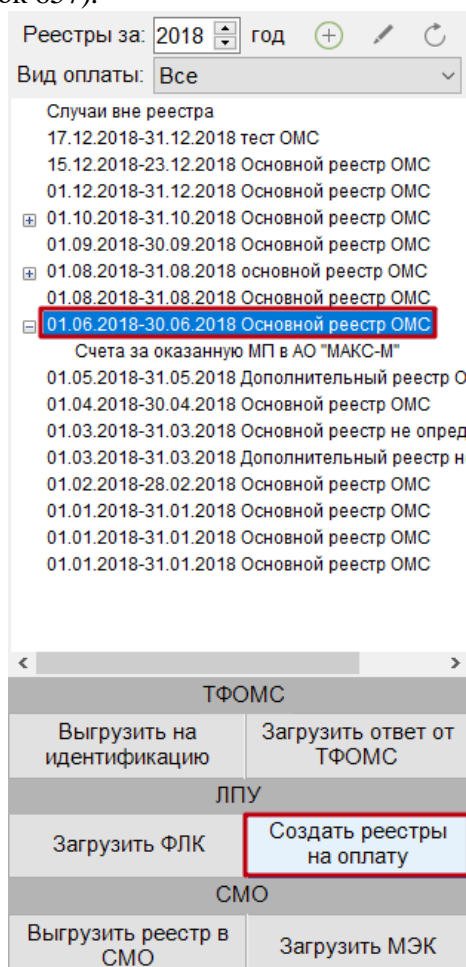 ок 657).
Реестры за: 2018 год
Вид оплаты: Все
Случаи вне реестра
17.12.2018-31.12.2018 тест ОМС
15.12.2018-23.12.2018 Основной реестр ОМС
01.12.2018-31.12.2018 Основной реестр ОМС
01.10.2018-31.10.2018 Основной реестр ОМС
01.09.2018-30.09.2018 Основной реестр ОМС
01.08.2018-31.08.2018 основной реестр ОМС
01.08.2018-31.08.2018 Основной реестр ОМС
01.06.2018-30.06.2018 Основной реестр ОМС
Счета за оказанную МП в АО "МАКС-М"
01.05.2018-31.05.2018 Дополнительный реестр О
01.04.2018-30.04.2018 Основной реестр ОМС
01.03.2018-31.03.2018 Основной реестр не опред
01.03.2018-31.03.2018 Дополнительный реестр н
01.02.2018-28.02.2018 Основной реестр ОМС
01.01.2018-31.01.2018 Основной реестр ОМС
01.01.2018-31.01.2018 Основной реестр ОМС
01.01.2018-31.01.2018 Основной реестр ОМС
ТФОМС
Выгрузить на
идентификацию
Загрузить ответ от
ТФОМС
ЛПУ
Загрузить ФЛК
Создать реестры
на оплату
СМО
Выгрузить реестр в
СМО
Загрузить МЭК